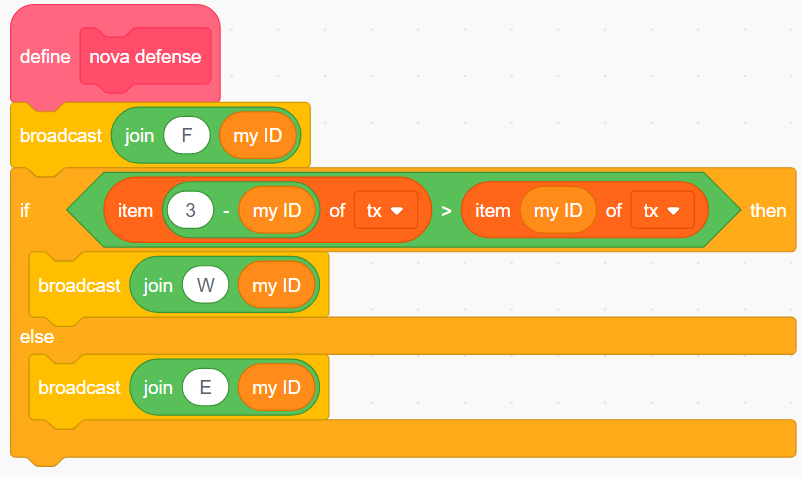 define nova defense
broadcast join F my ID
if item 3 - my ID of tx > item my ID of tx then
broadcast join W my ID
else
broadcast join E my ID